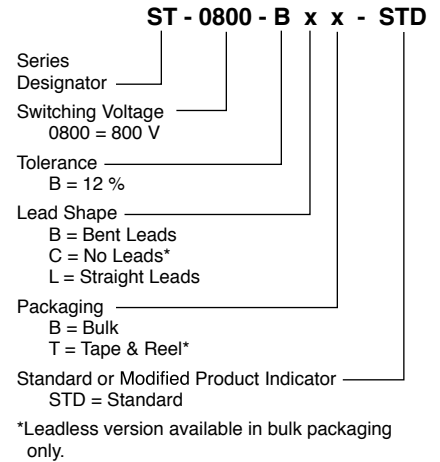 ST - 0800 - B x x - STD
Series
Designator
Switching Voltage
0800 = 800 V
Tolerance
B = 12 %
Lead Shape
B = Bent Leads
C = No Leads*
L = Straight Leads
Packaging
B = Bulk
T = Tape & Reel*
Standard or Modified Product Indicator
STD = Standard
*Leadless version available in bulk packaging
only.